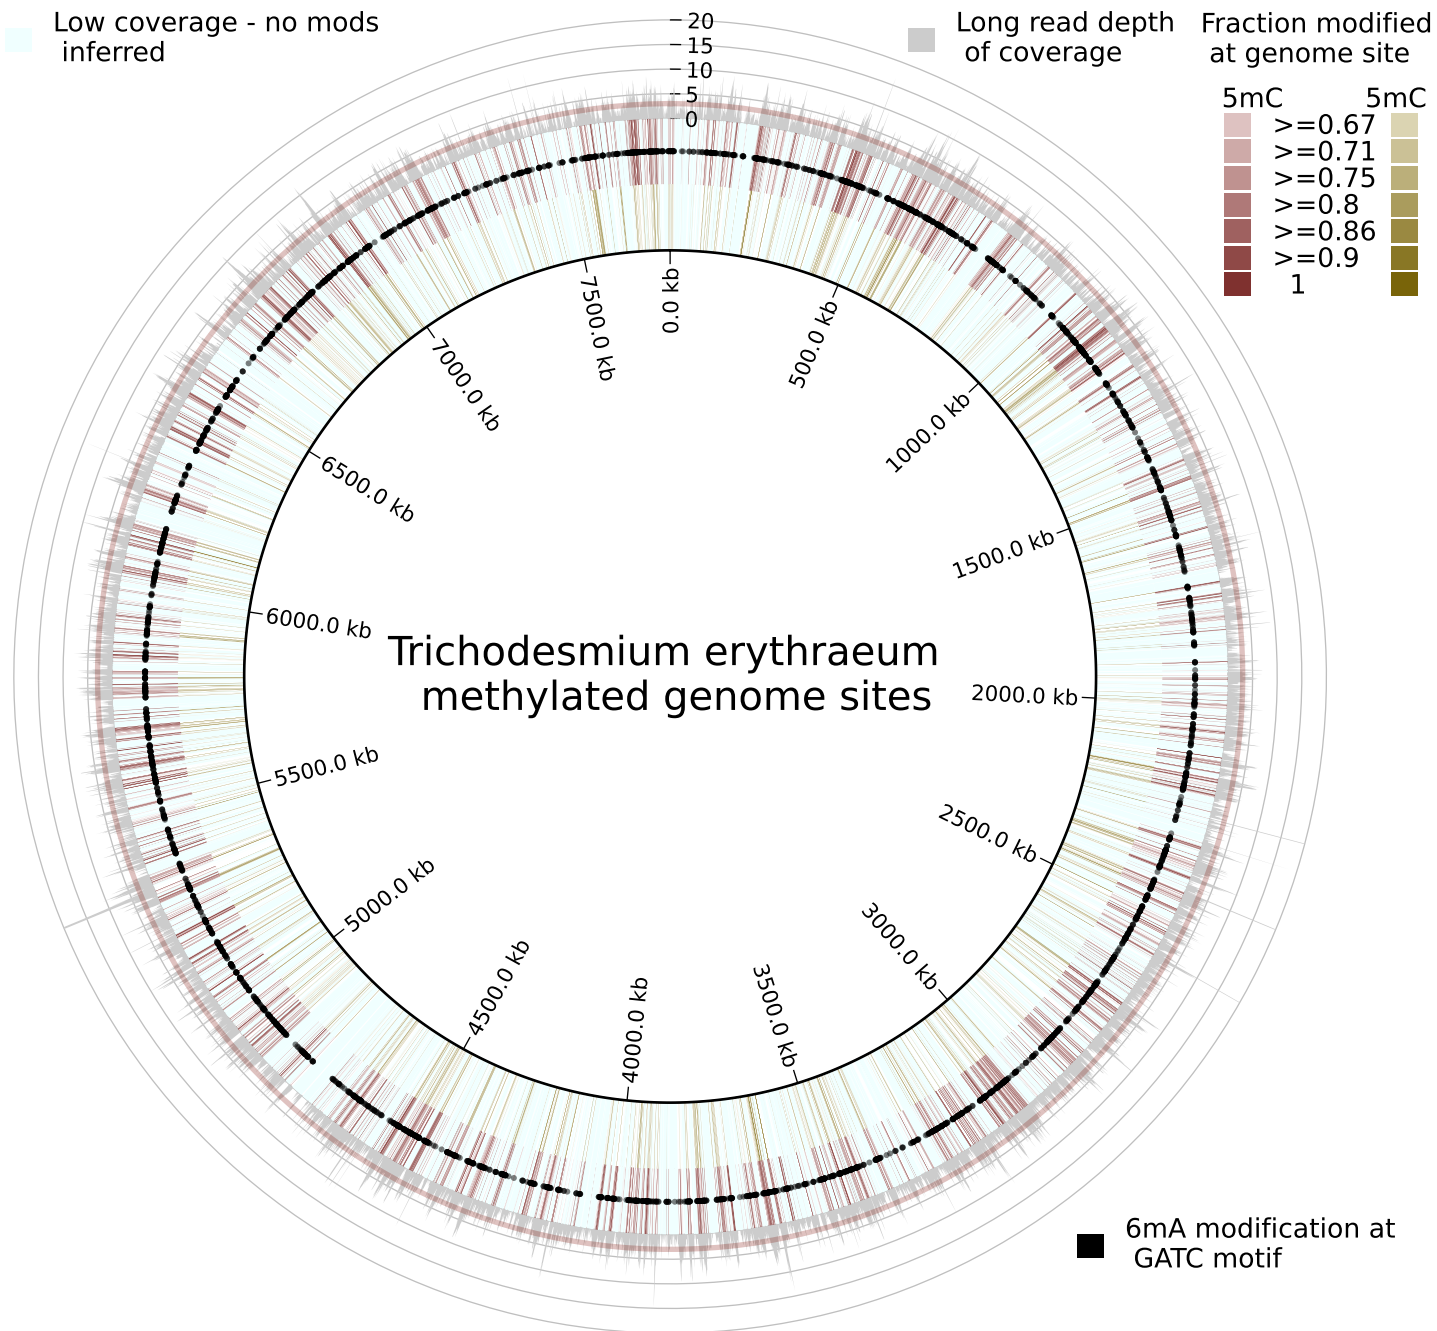 Low coverage - no mods
inferred
20
15
10
5
0
Long read depth
of coverage
Fraction modified
at genome site
5mC 5mC
>=0.67
>=0.71
>=0.75
>=0.8
>=0.86
>=0.9
1
0.0 kb
500.0 kb
1000.0 kb
1500.0 kb
2000.0 kb
2500.0 kb
3000.0 kb
3500.0 kb
4000.0 kb
4500.0 kb
5000.0 kb
5500.0 kb
6000.0 kb
6500.0 kb
7000.0 kb
7500.0 kb
Trichodesmium erythraeum
methylated genome sites
6mA modification at
GATC motif